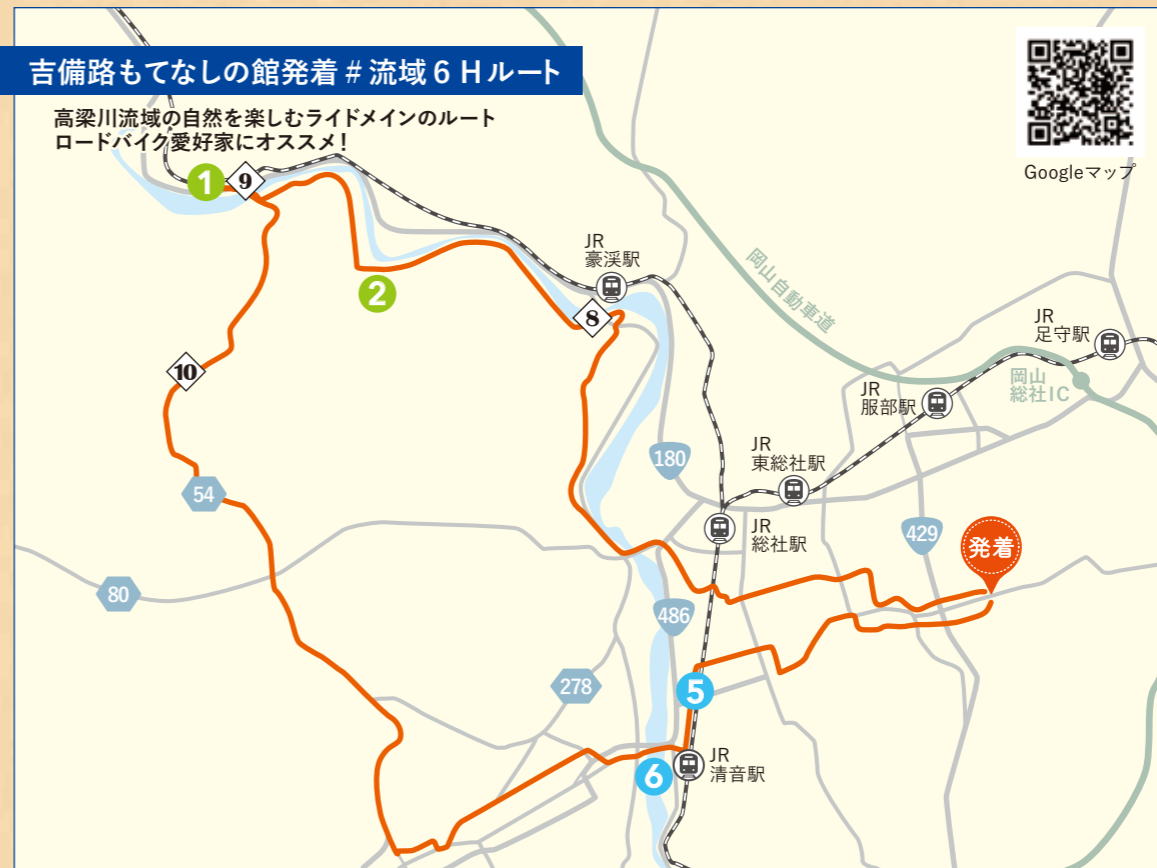 吉備路もてなしの館発着 # 流域 6 H ルート
高梁川流域の自然を楽しむライドメインのルート
ロードバイク愛好家にオススメ！
Googleマップ
1
9
2
JR
豪渓駅
8
岡山自動車道
JR
足守駅
岡山
総社IC
JR
服部駅
10
JR
東総社駅
180
54
JR
総社駅
429
発着
80
486
278
5
6
JR
清音駅